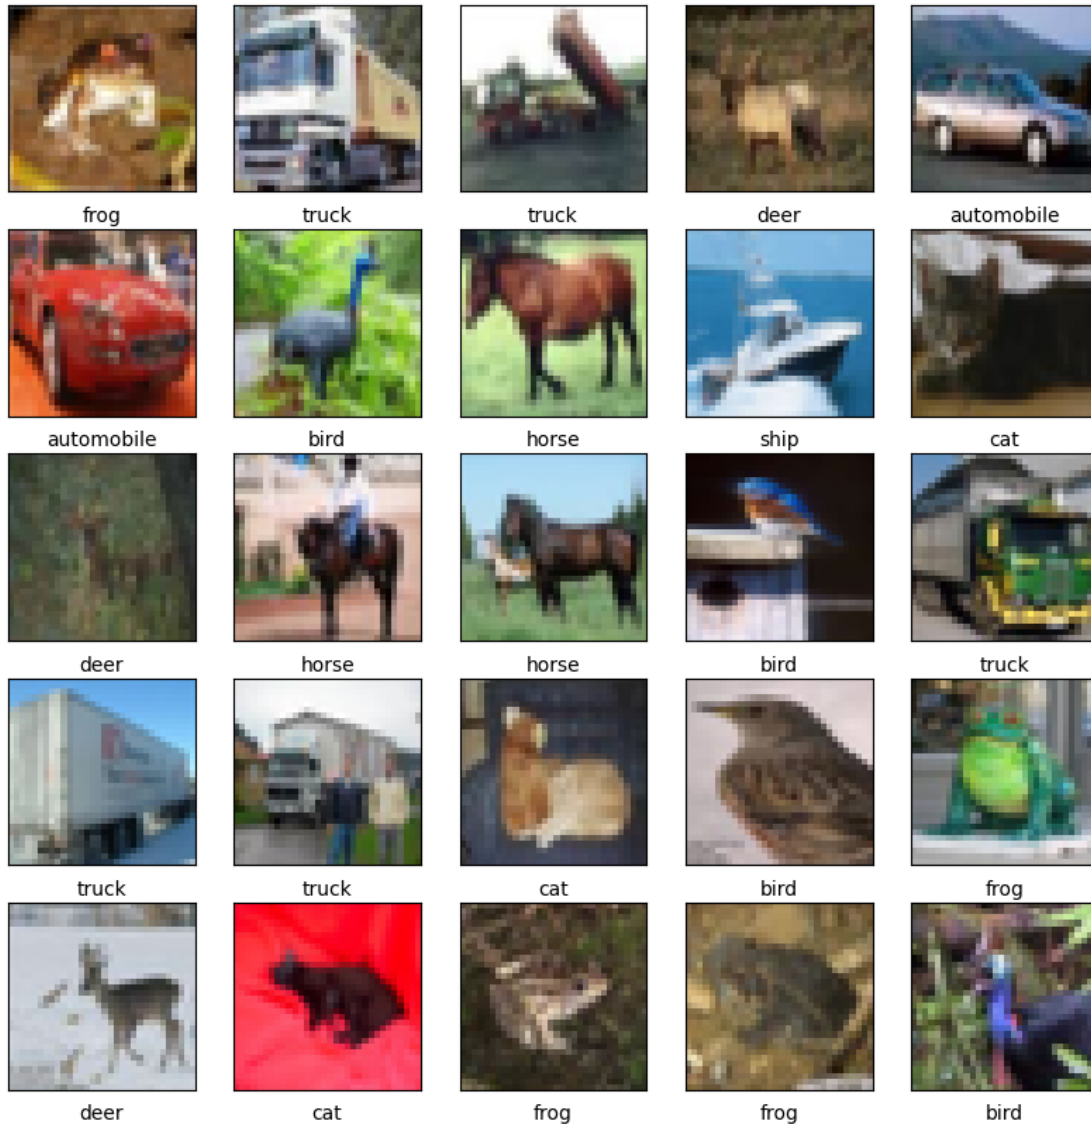 frog truck truck deer automobile
automobile bird horse ship cat
deer horse horse bird truck
truck truck cat bird frog
deer cat frog frog bird